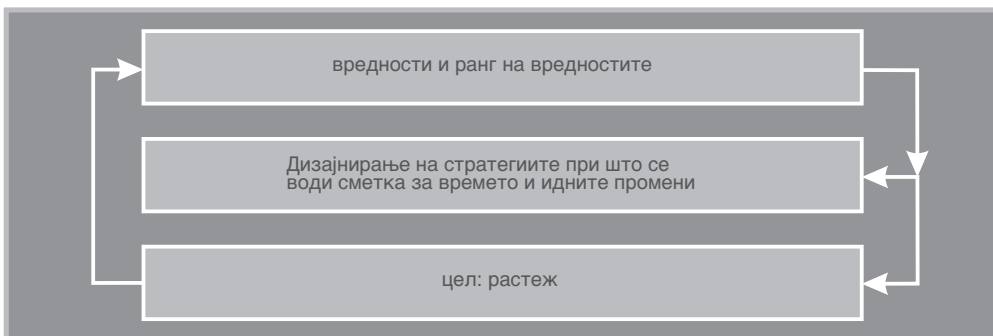 вредности и ранг на вредностите
Дизајнирање на стратегиите при што се
води сметка за времето и идните промени
цел: растеж